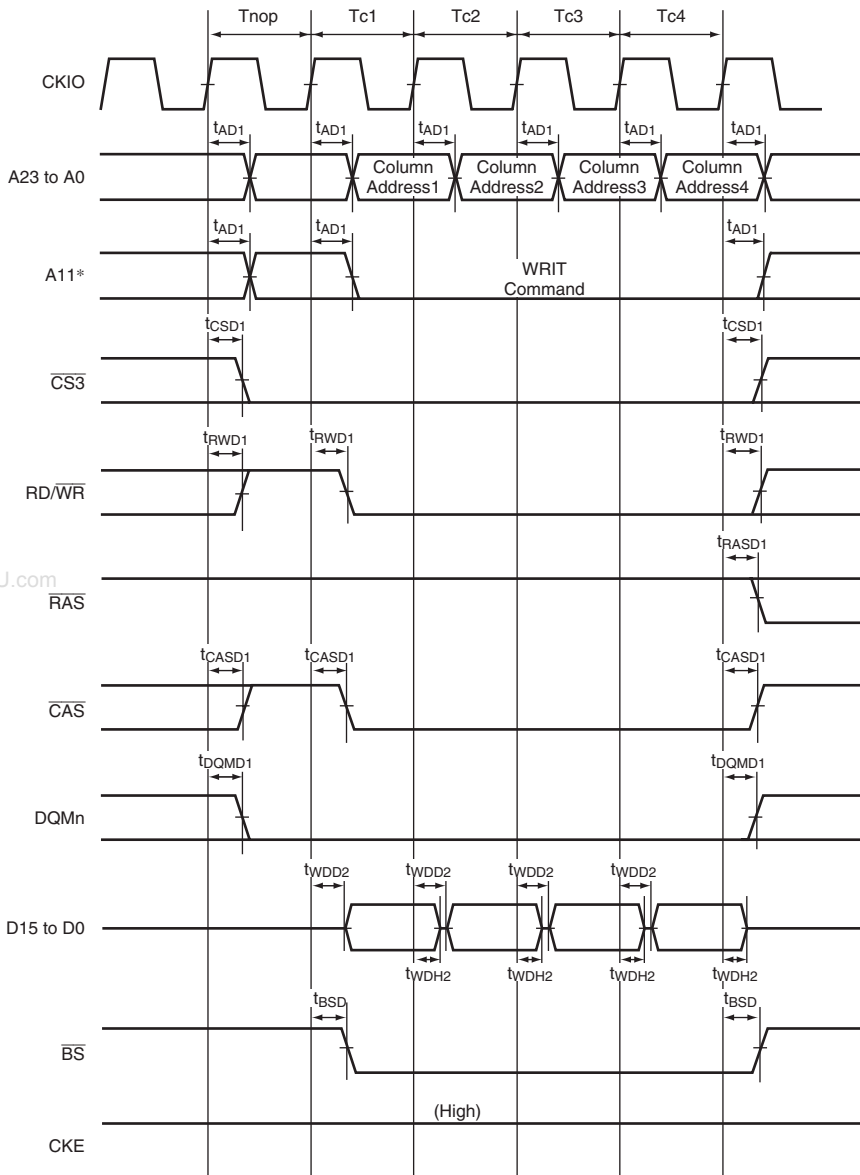 Tnop Tc1 Tc2 Tc3 Tc4
CKIO
tAD1 tAD1 tAD1 tAD1 tAD1 tAD1
A23 to A0
Column Address1
Column Address2
Column Address3
Column Address4
tAD1 tAD1 tAD1
A11*
WRIT
Command
tCSD1 tCSD1
CS3
tRWD1 tRWD1 tRWD1
RD/WR
tRASD1
J.com
RAS
tCASD1 tCASD1 tCASD1
CAS
tDQMD1 tDQMD1
DQMn
tWDD2 tWDD2 tWDD2 tWDD2
D15 to D0
tWDH2 tWDH2 tWDH2 tWDH2
tBSD tBSD
BS
(High)
CKE